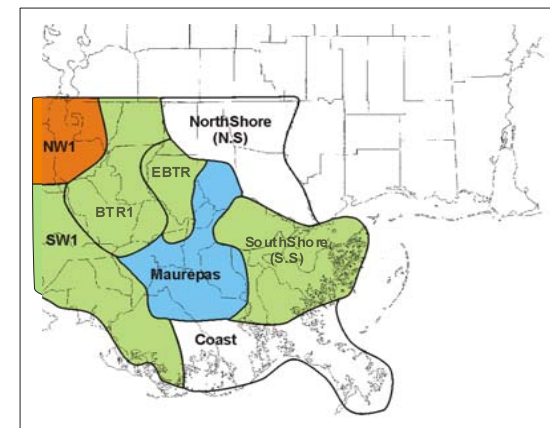 NorthShore
(N.S)
NW1
EBTR
BTR1
SW1
SouthShore
(S.S)
Maurepas
Coast